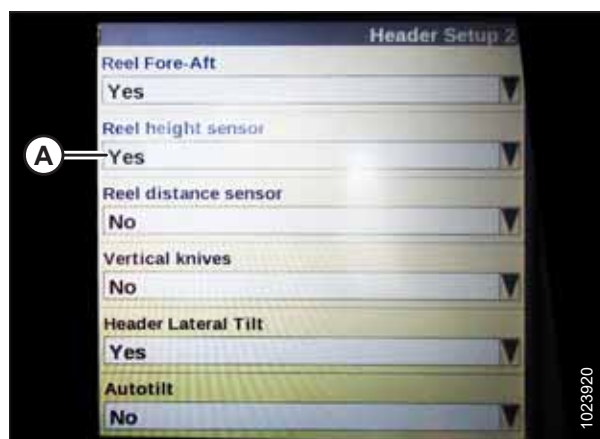 Header Setup 2
Reel Fore-Aft
Yes
Reel height sensor
A
Yes
Reel distance sensor
No
Vertical knives
No
Header Lateral Tilt
Yes
Autotilt
No
1023920